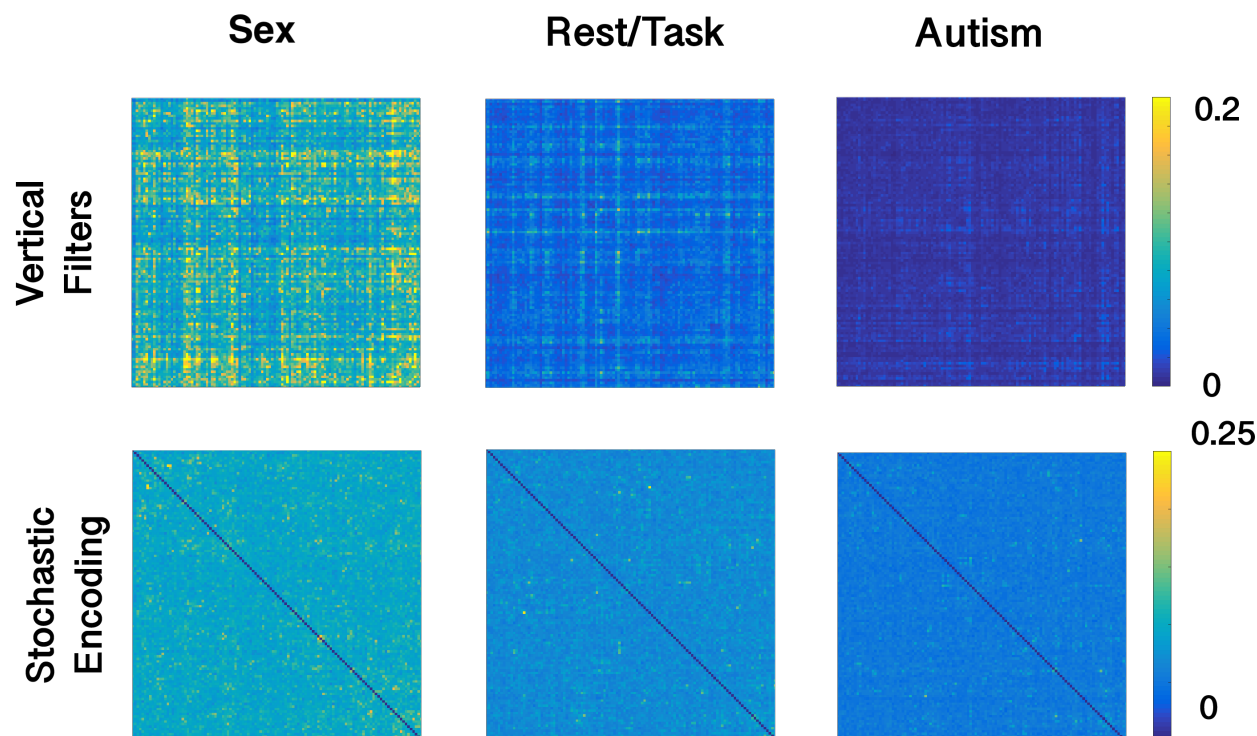 Sex
Rest/Task
Autism
Vertical
Filters
0.2
0
Stochastic
Encoding
0.25
0